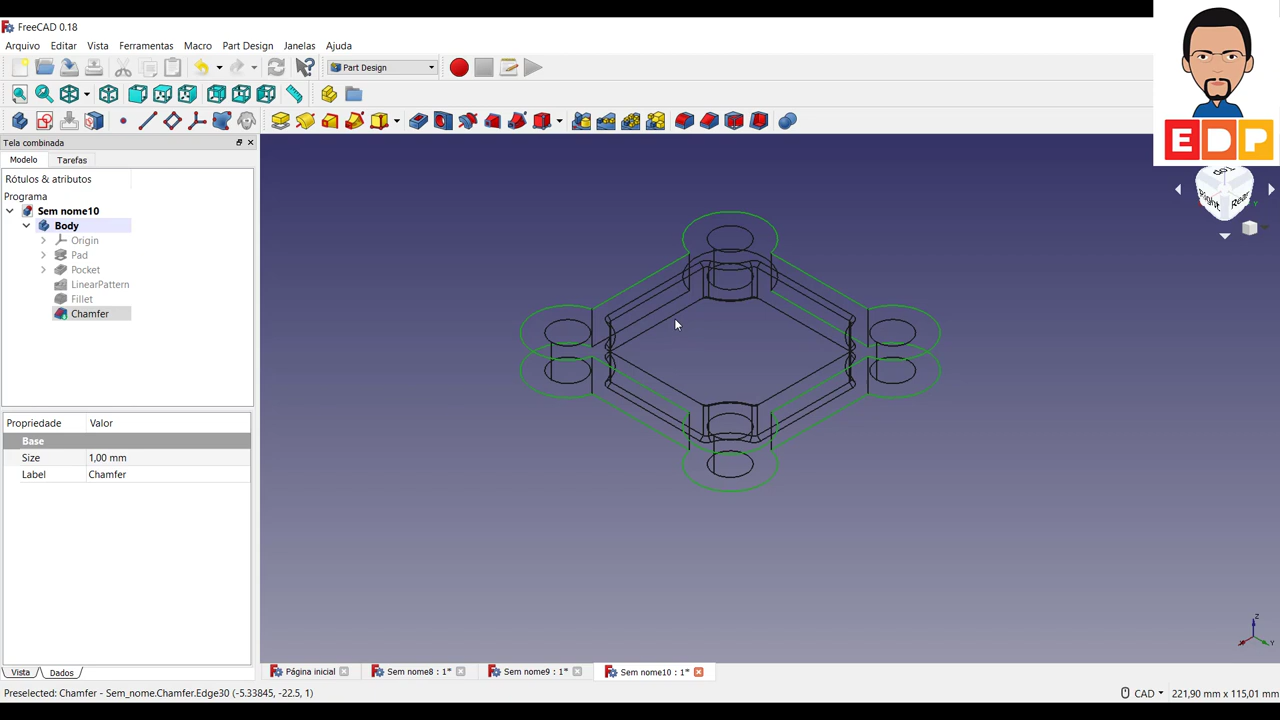 FreeCAD 0.18
Arquivo Editar Vista Ferramentas Macro Part Design Janelas Ajuda
Part Design
EDP
Tela combinada
Modelo Tarefas
Rótulos & atributos
Programa
Sem nome10
Body
Origin
Pad
Pocket
LinearPattern
Fillet
Chamfer
Right Rear
Propriedade Valor
Base
Size 1,00 mm
Label Chamfer
Z
X Y
Vista Dados
Página inicial Sem nome8 : 1* Sem nome9 : 1* Sem nome10 : 1*
Preselected: Chamfer - Sem_nome.Chamfer.Edge30 (-5.33845, -22.5, 1)
CAD 221,90 mm x 115,01 mm